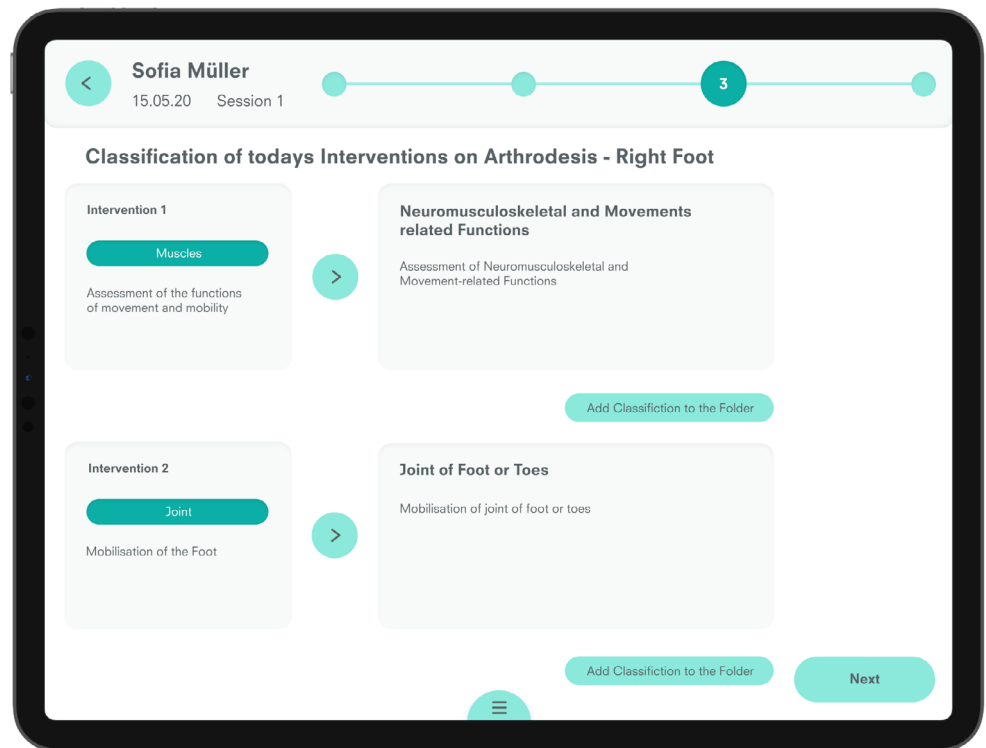 Sofia Müller
15.05.20 Session 1
3
Classification of todays Interventions on Arthrodesis - Right Foot
Intervention 1
Muscles
Assessment of the functions
of movement and mobility
Neuromusculoskeletal and Movements
related Functions
Assessment of Neuromusculoskeletal and
Movement-related Functions
Add Classifiction to the Folder
Intervention 2
Joint
Mobilisation of the Foot
Joint of Foot or Toes
Mobilisation of joint of foot or toes
Add Classifiction to the Folder
Next